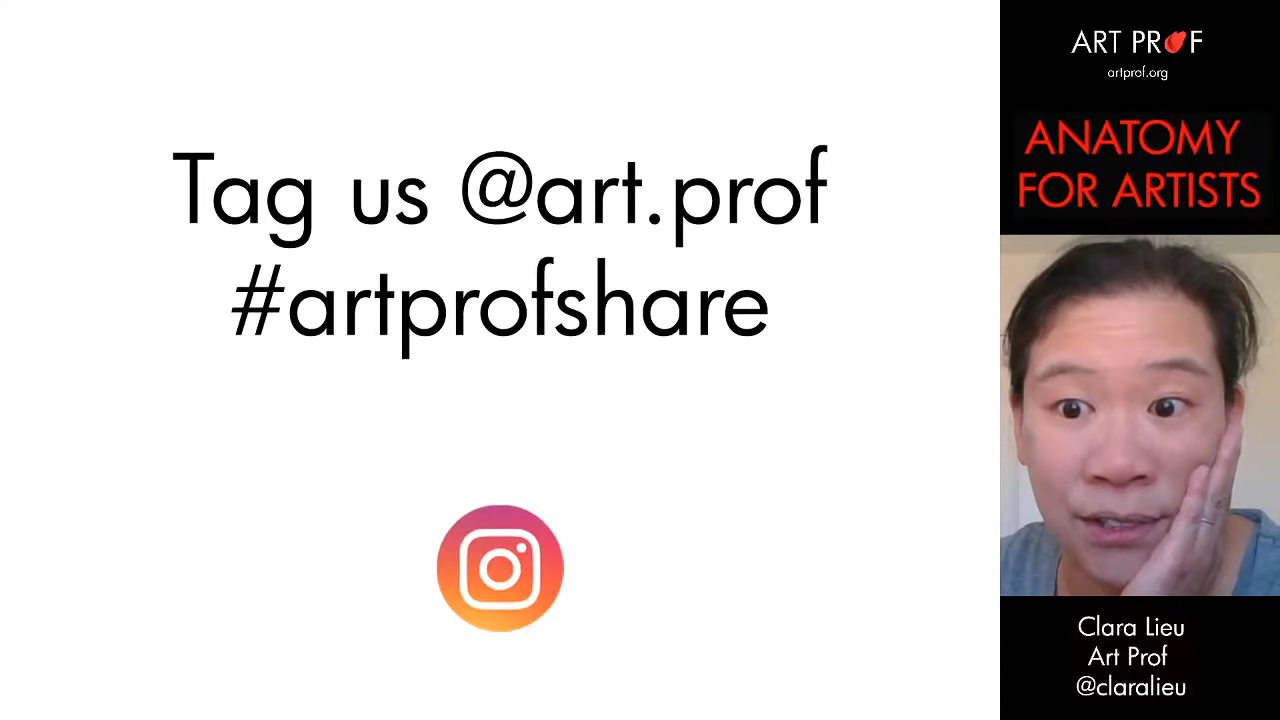 Tag us @art.prof
#artprofshare
ART PROF
artprof.org
ANATOMY
FOR ARTISTS
Clara Lieu
Art Prof
@claralieu